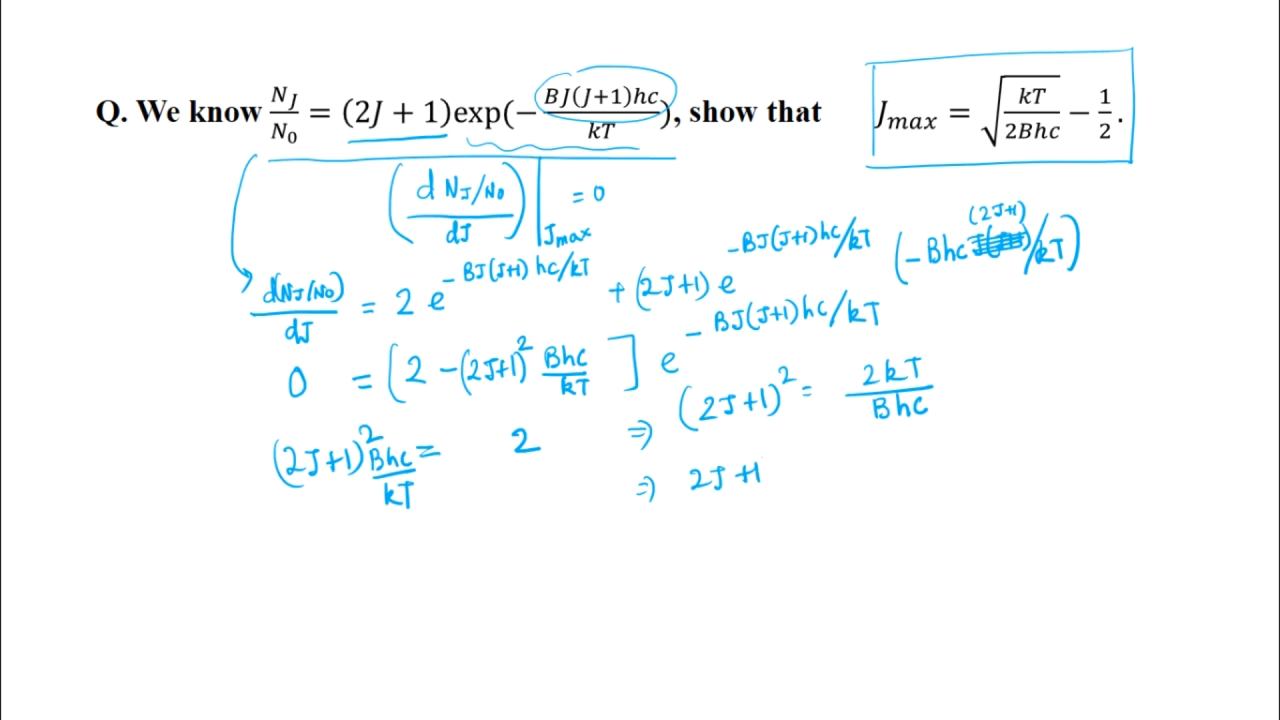 Q. We know N_J/N_0 = (2J + 1)exp(−BJ(J+1)hc/kT), show that J_max = √(kT/2Bhc) − 1/2.
(d N_J/N_0 / dJ)|J_max = 0
d(N_J/N_0)/dJ = 2 e^(−BJ(J+1)hc/kT) + (2J+1) e^(−BJ(J+1)hc/kT) (−Bhc (2J+1)/kT)
0 = [2 − (2J+1)² Bhc/kT] e^(−BJ(J+1)hc/kT)
(2J+1)² Bhc/kT = 2 ⇒ (2J+1)² = 2kT/Bhc
⇒ 2J+1